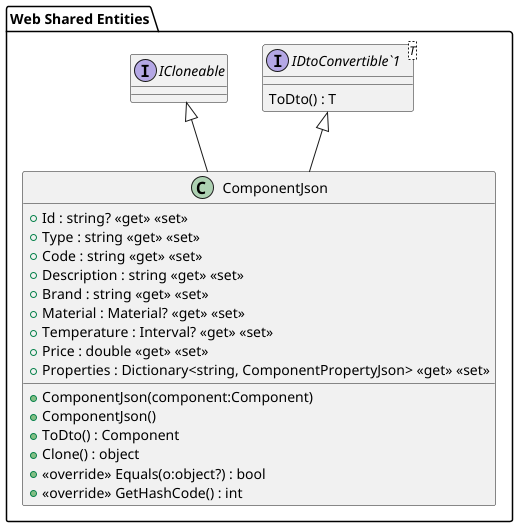 Web Shared Entities
I ICloneable
I IDtoConvertible`1 T
ToDto() : T
C ComponentJson
Id : string? «get» «set»
Type : string «get» «set»
Code : string «get» «set»
Description : string «get» «set»
Brand : string «get» «set»
Material : Material? «get» «set»
Temperature : Interval? «get» «set»
Price : double «get» «set»
Properties : Dictionary<string, ComponentPropertyJson> «get» «set»
ComponentJson(component:Component)
ComponentJson()
ToDto() : Component
Clone() : object
«override» Equals(o:object?) : bool
«override» GetHashCode() : int